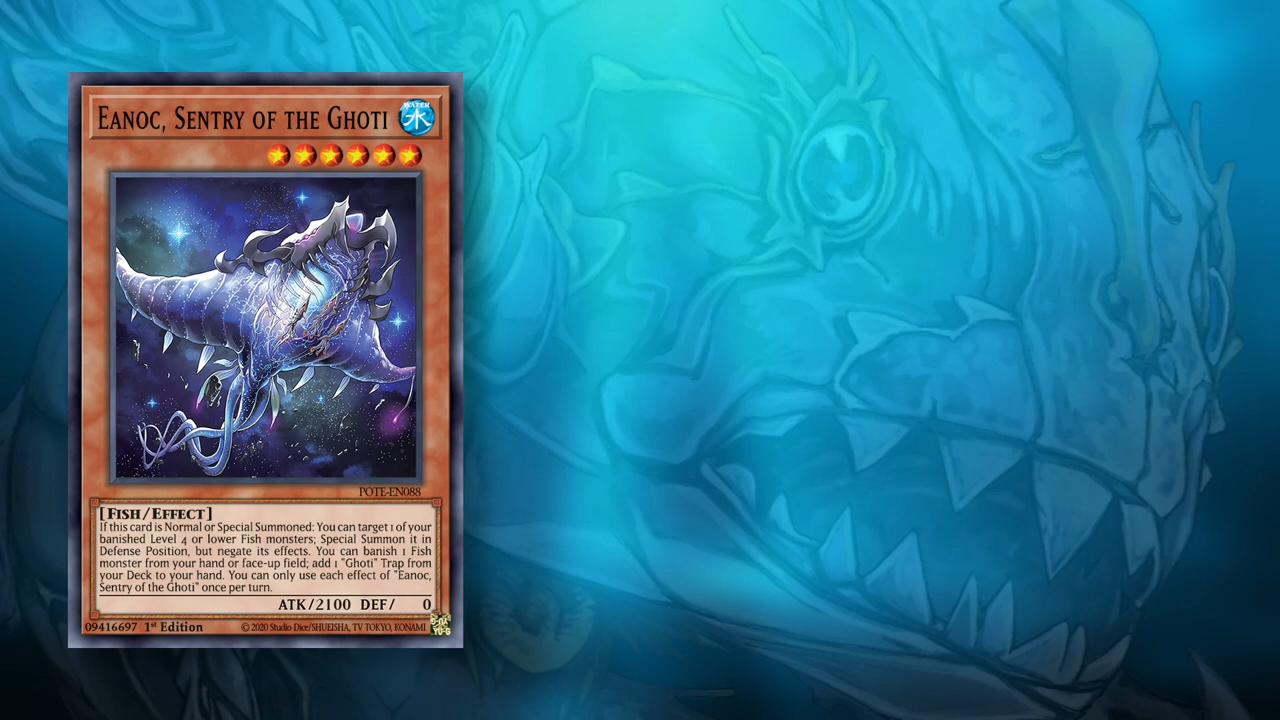 Eanoc, Sentry of the Ghoti
WATER
水
POTE-EN088
[Fish/Effect]
If this card is Normal or Special Summoned: You can target 1 of your
banished Level 4 or lower Fish monsters; Special Summon it in
Defense Position, but negate its effects. You can banish 1 Fish
monster from your hand or face-up field; add 1 "Ghoti" Trap from
your Deck to your hand. You can only use each effect of "Eanoc,
Sentry of the Ghoti" once per turn.
ATK/2100 DEF/ 0
09416697 1st Edition ©2020 Studio Dice/SHUEISHA, TV TOKYO, KONAMI